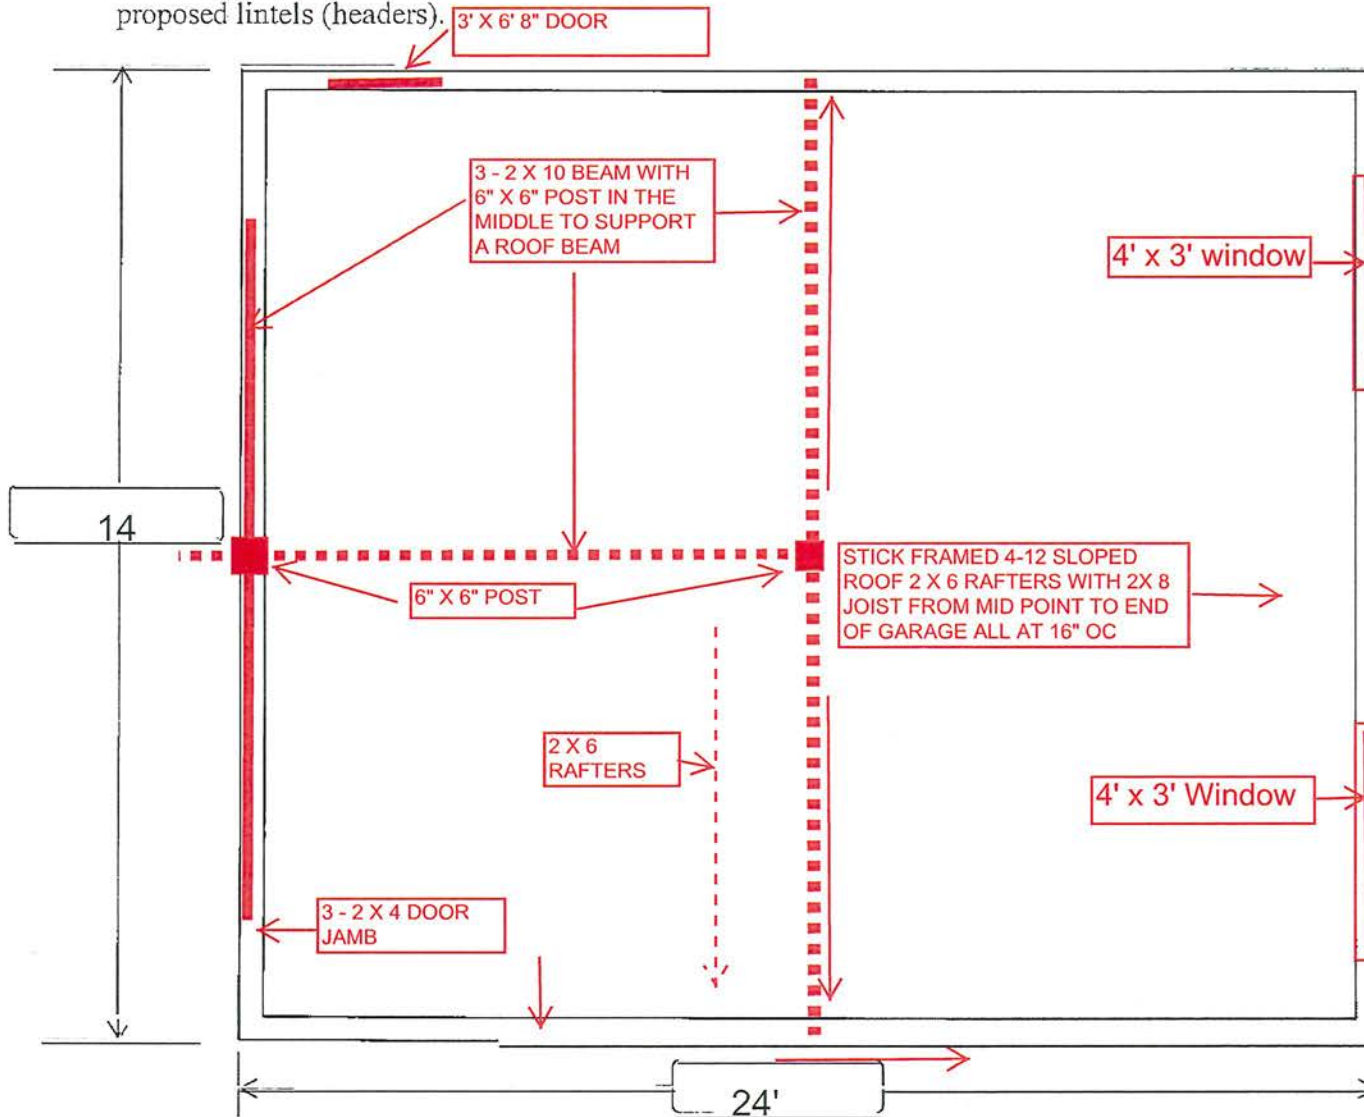 proposed lintels (headers).
3' X 6' 8" DOOR
3 - 2 X 10 BEAM WITH
6" X 6" POST IN THE
MIDDLE TO SUPPORT
A ROOF BEAM
4' x 3' window
14
STICK FRAMED 4-12 SLOPED
ROOF 2 X 6 RAFTERS WITH 2X 8
JOIST FROM MID POINT TO END
OF GARAGE ALL AT 16" OC
6" X 6" POST
2 X 6
RAFTERS
4' x 3' Window
3 - 2 X 4 DOOR
JAMB
24'